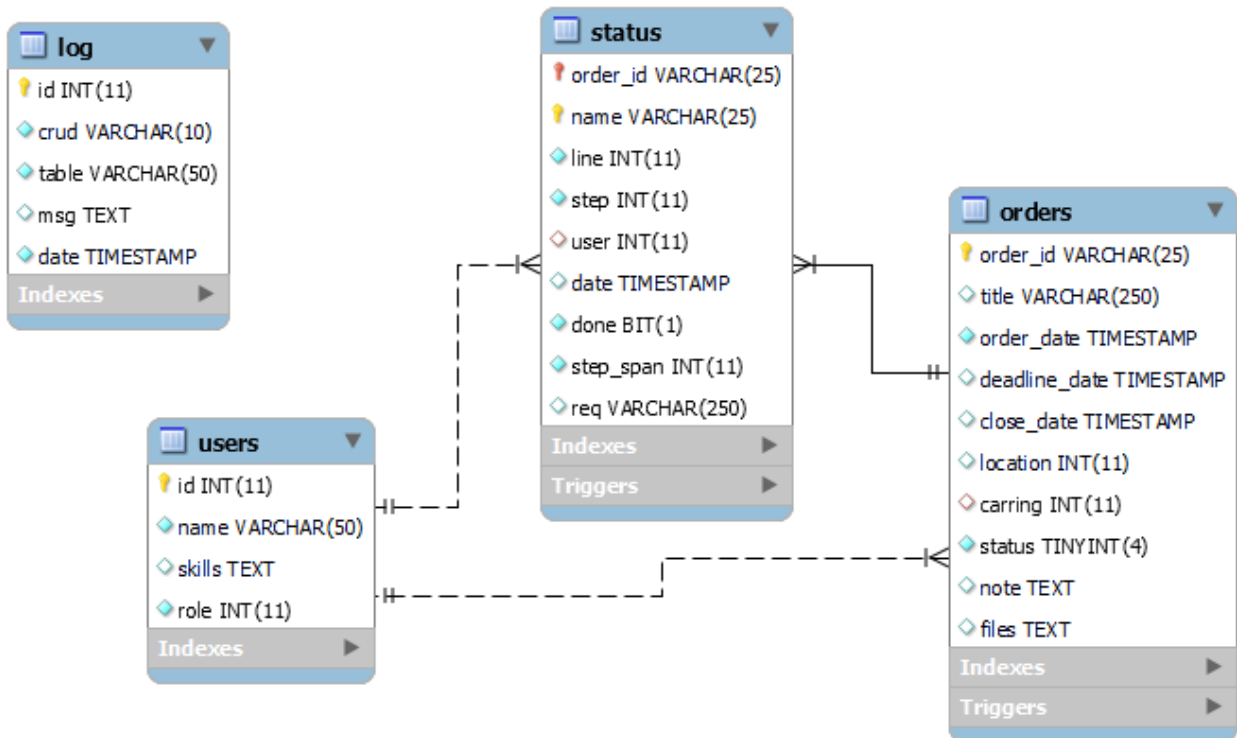 log
id INT(11)
crud VARCHAR(10)
table VARCHAR(50)
msg TEXT
date TIMESTAMP
Indexes
status
order_id VARCHAR(25)
name VARCHAR(25)
line INT(11)
step INT(11)
user INT(11)
date TIMESTAMP
done BIT(1)
step_span INT(11)
req VARCHAR(250)
Indexes
Triggers
users
id INT(11)
name VARCHAR(50)
skills TEXT
role INT(11)
Indexes
orders
order_id VARCHAR(25)
title VARCHAR(250)
order_date TIMESTAMP
deadline_date TIMESTAMP
close_date TIMESTAMP
location INT(11)
carring INT(11)
status TINYINT(4)
note TEXT
files TEXT
Indexes
Triggers